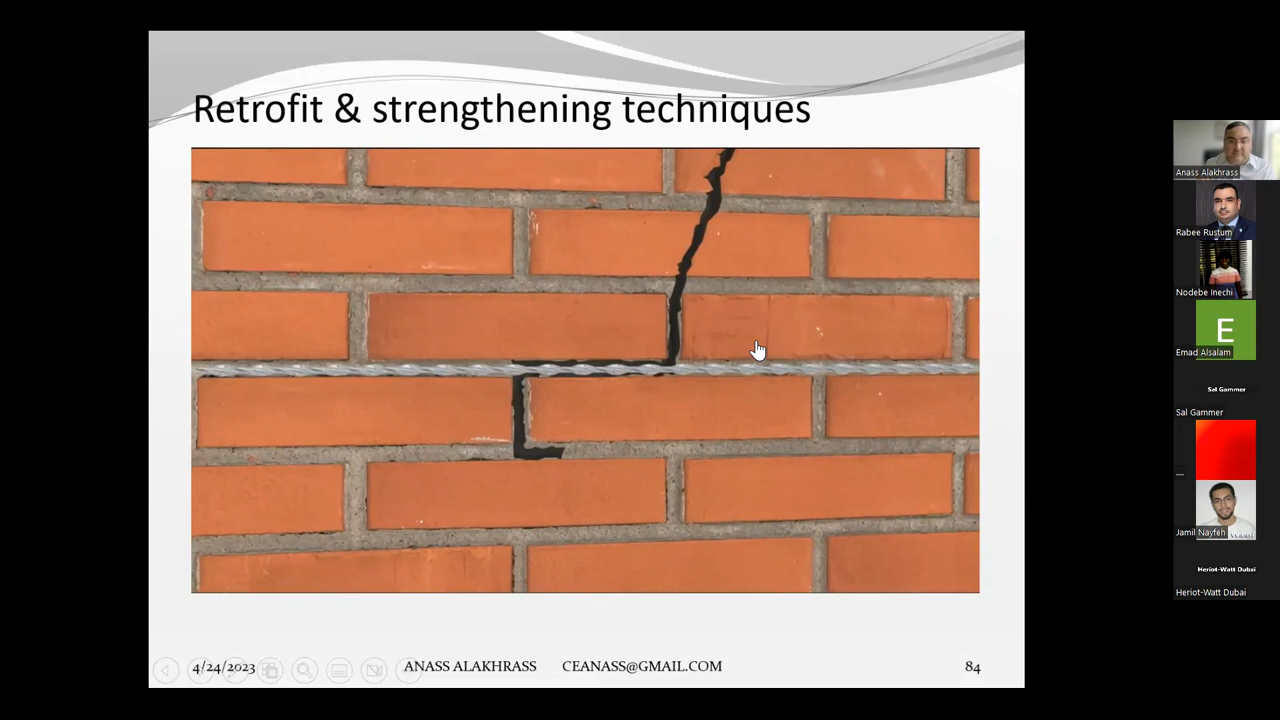 Retrofit & strengthening techniques
4/24/2023 ANASS ALAKHRASS CEANASS@GMAIL.COM 84
Anass Alakhrass
Rabee Rustum
Nodebe Inechi
E
Emad Alsalam
Sal Gammer
Sal Gammer
....
Jamil Nayfeh
Heriot-Watt Dubai
Heriot-Watt Dubai